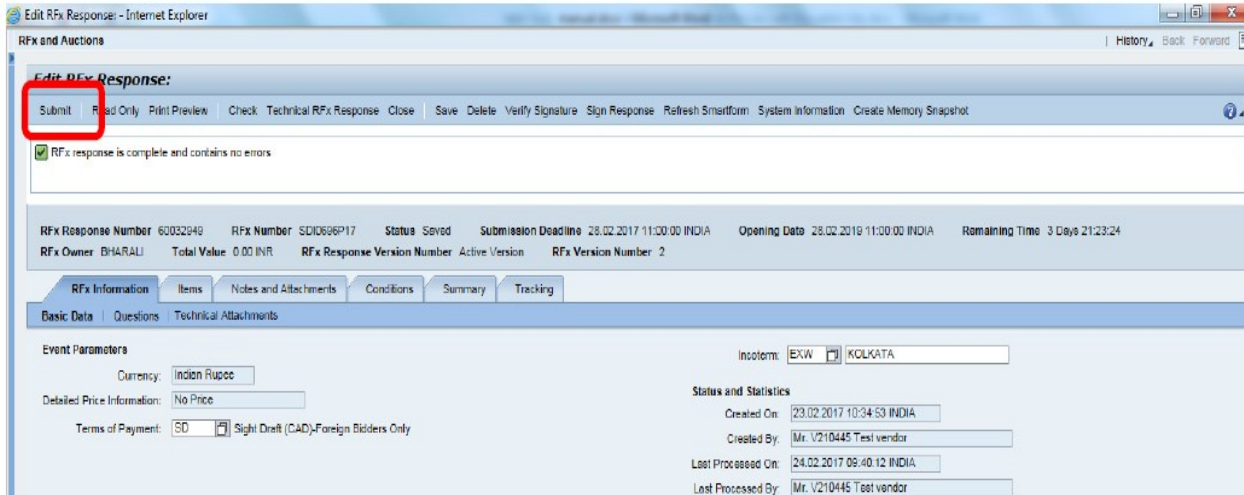 Edit RFx Response: - Internet Explorer
RFx and Auctions
History Back Forward
Edit RFx Response:
Submit Read Only Print Preview Check Technical RFx Response Close Save Delete Verify Signature Sign Response Refresh Smartform System Information Create Memory Snapshot
RFx response is complete and contains no errors
RFx Response Number 60032949 RFx Number SDI0696P17 Status Saved Submission Deadline 28.02.2017 11:00:00 INDIA Opening Date 28.02.2019 11:00:00 INDIA Remaining Time 3 Days 21:23:24
RFx Owner BHARALI Total Value 0.00 INR RFx Response Version Number Active Version RFx Version Number 2
RFx Information Items Notes and Attachments Conditions Summary Tracking
Basic Data Questions Technical Attachments
Event Parameters
Incoterm: EXW KOLKATA
Currency: Indian Rupee
Status and Statistics
Detailed Price Information: No Price
Created On: 23.02.2017 10:34:53 INDIA
Terms of Payment: SD Sight Draft (CAD)-Foreign Bidders Only
Created By: Mr. V210445 Test vendor
Last Processed On: 24.02.2017 09:40:12 INDIA
Last Processed By: Mr. V210445 Test vendor